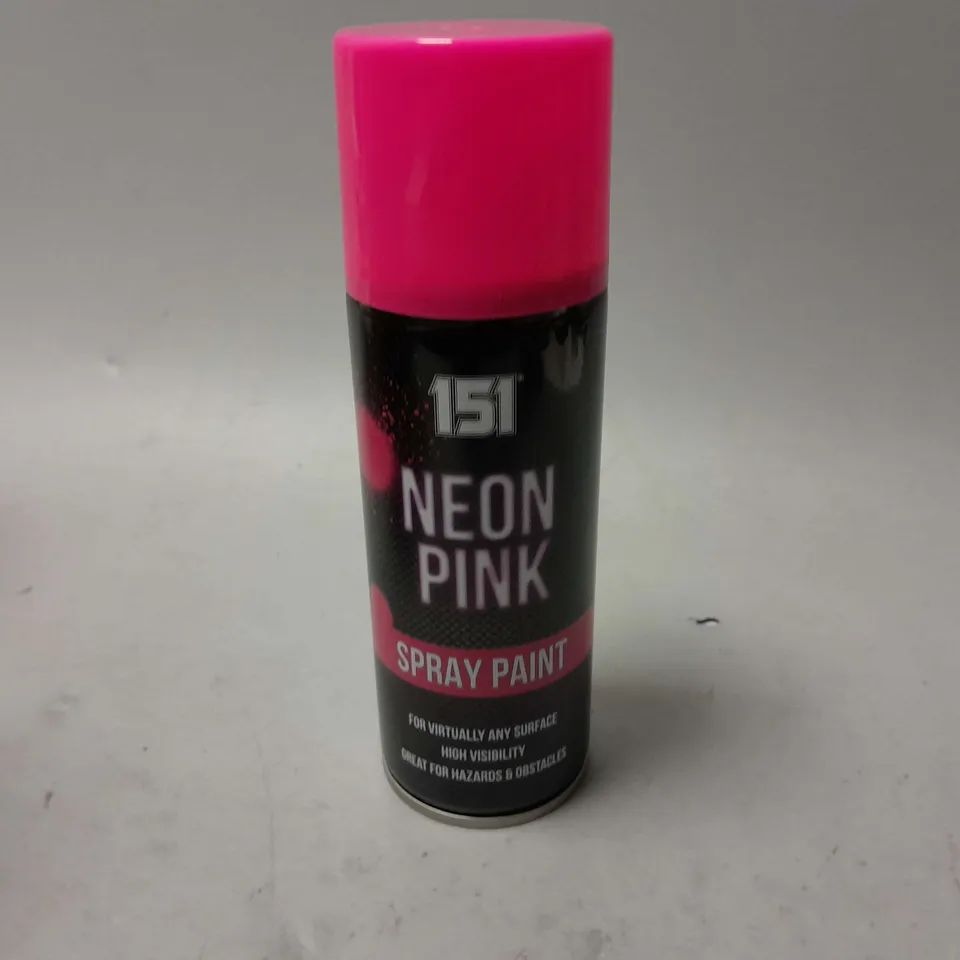 151
NEON
PINK
SPRAY PAINT
FOR VIRTUALLY ANY SURFACE
HIGH VISIBILITY
GREAT FOR HAZARDS & OBSTACLES